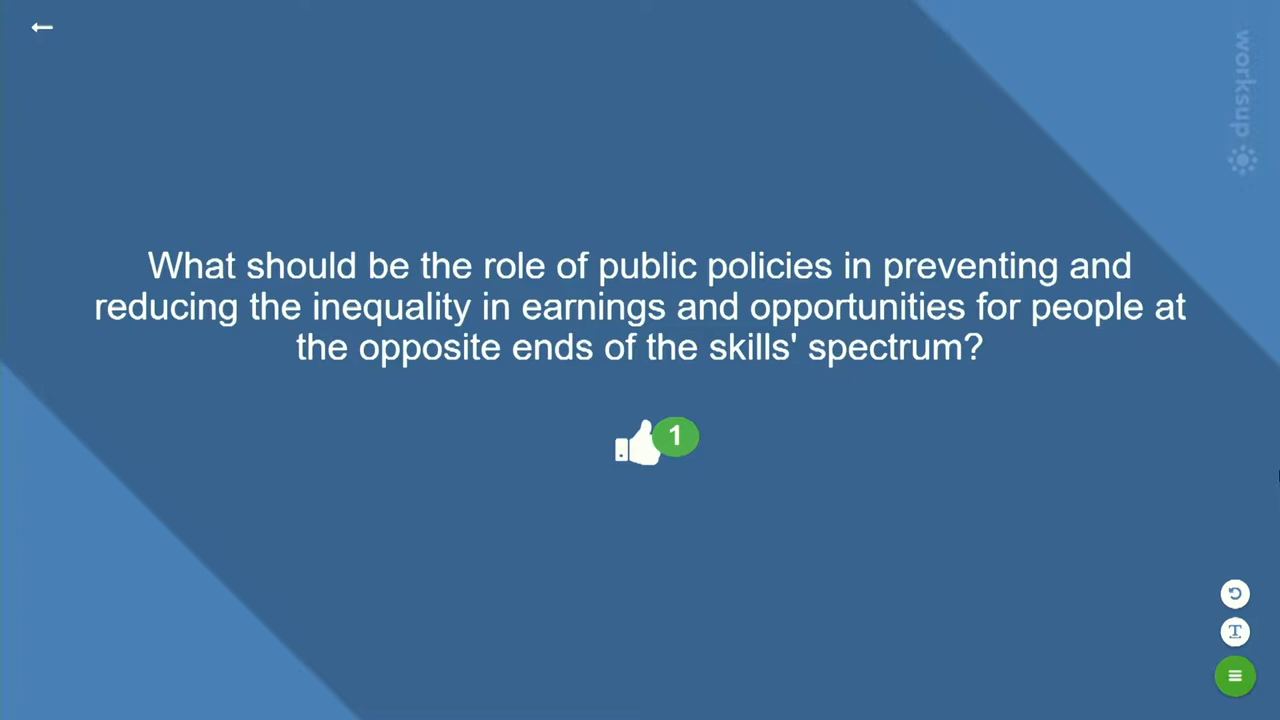 worksup
What should be the role of public policies in preventing and
reducing the inequality in earnings and opportunities for people at
the opposite ends of the skills' spectrum?
1
T